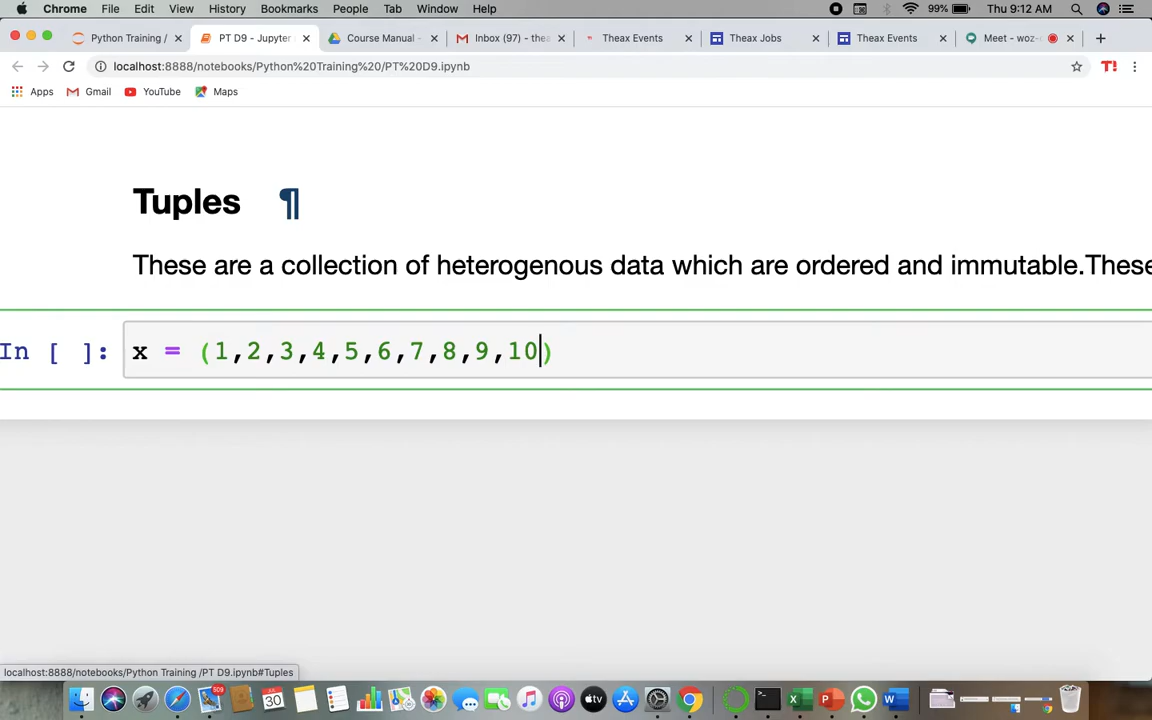 Chrome File Edit View History Bookmarks People Tab Window Help 99% Thu 9:12 AM
Python Training / PT D9 - Jupyter Course Manual - Inbox (97) - thea Theax Events Theax Jobs Theax Events Meet - woz-
localhost:8888/notebooks/Python%20Training%20/PT%20D9.ipynb T!
Apps Gmail YouTube Maps
Tuples ¶
These are a collection of heterogenous data which are ordered and immutable.These
In [ ]: x = (1,2,3,4,5,6,7,8,9,10)
localhost:8888/notebooks/Python Training /PT D9.ipynb#Tuples
509
30
tv